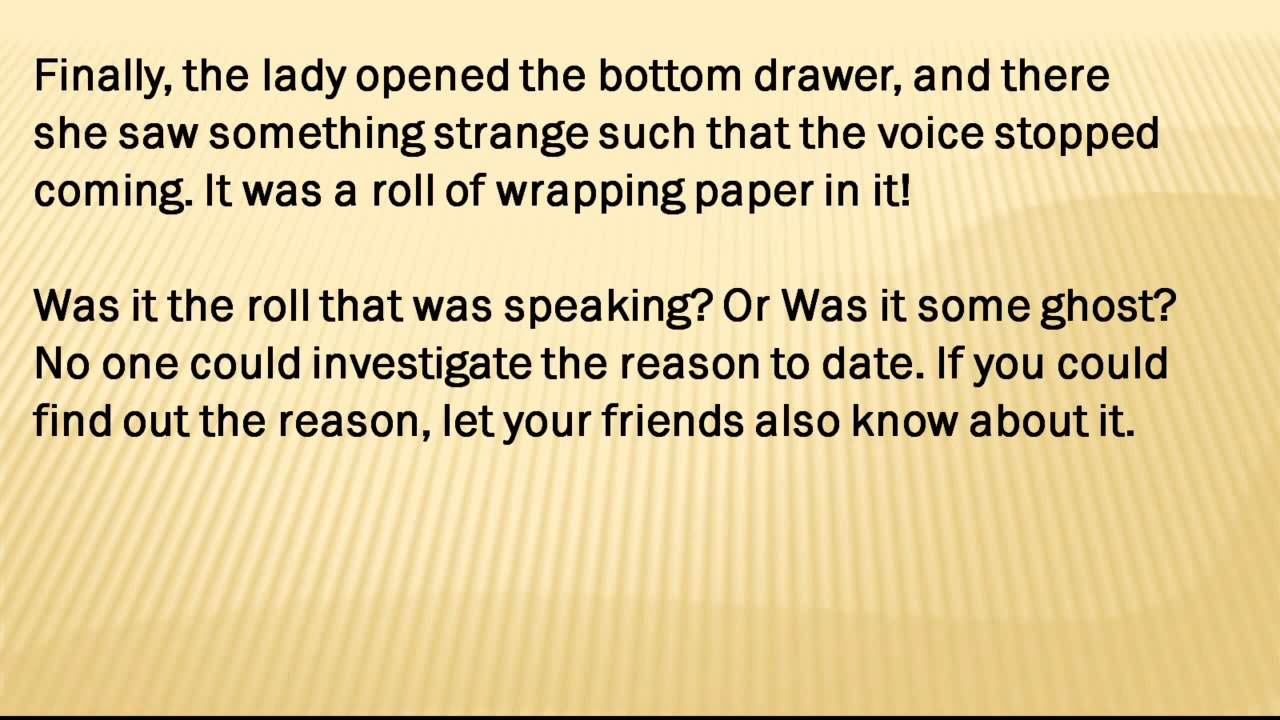 Finally, the lady opened the bottom drawer, and there
she saw something strange such that the voice stopped
coming. It was a roll of wrapping paper in it!
Was it the roll that was speaking? Or Was it some ghost?
No one could investigate the reason to date. If you could
find out the reason, let your friends also know about it.